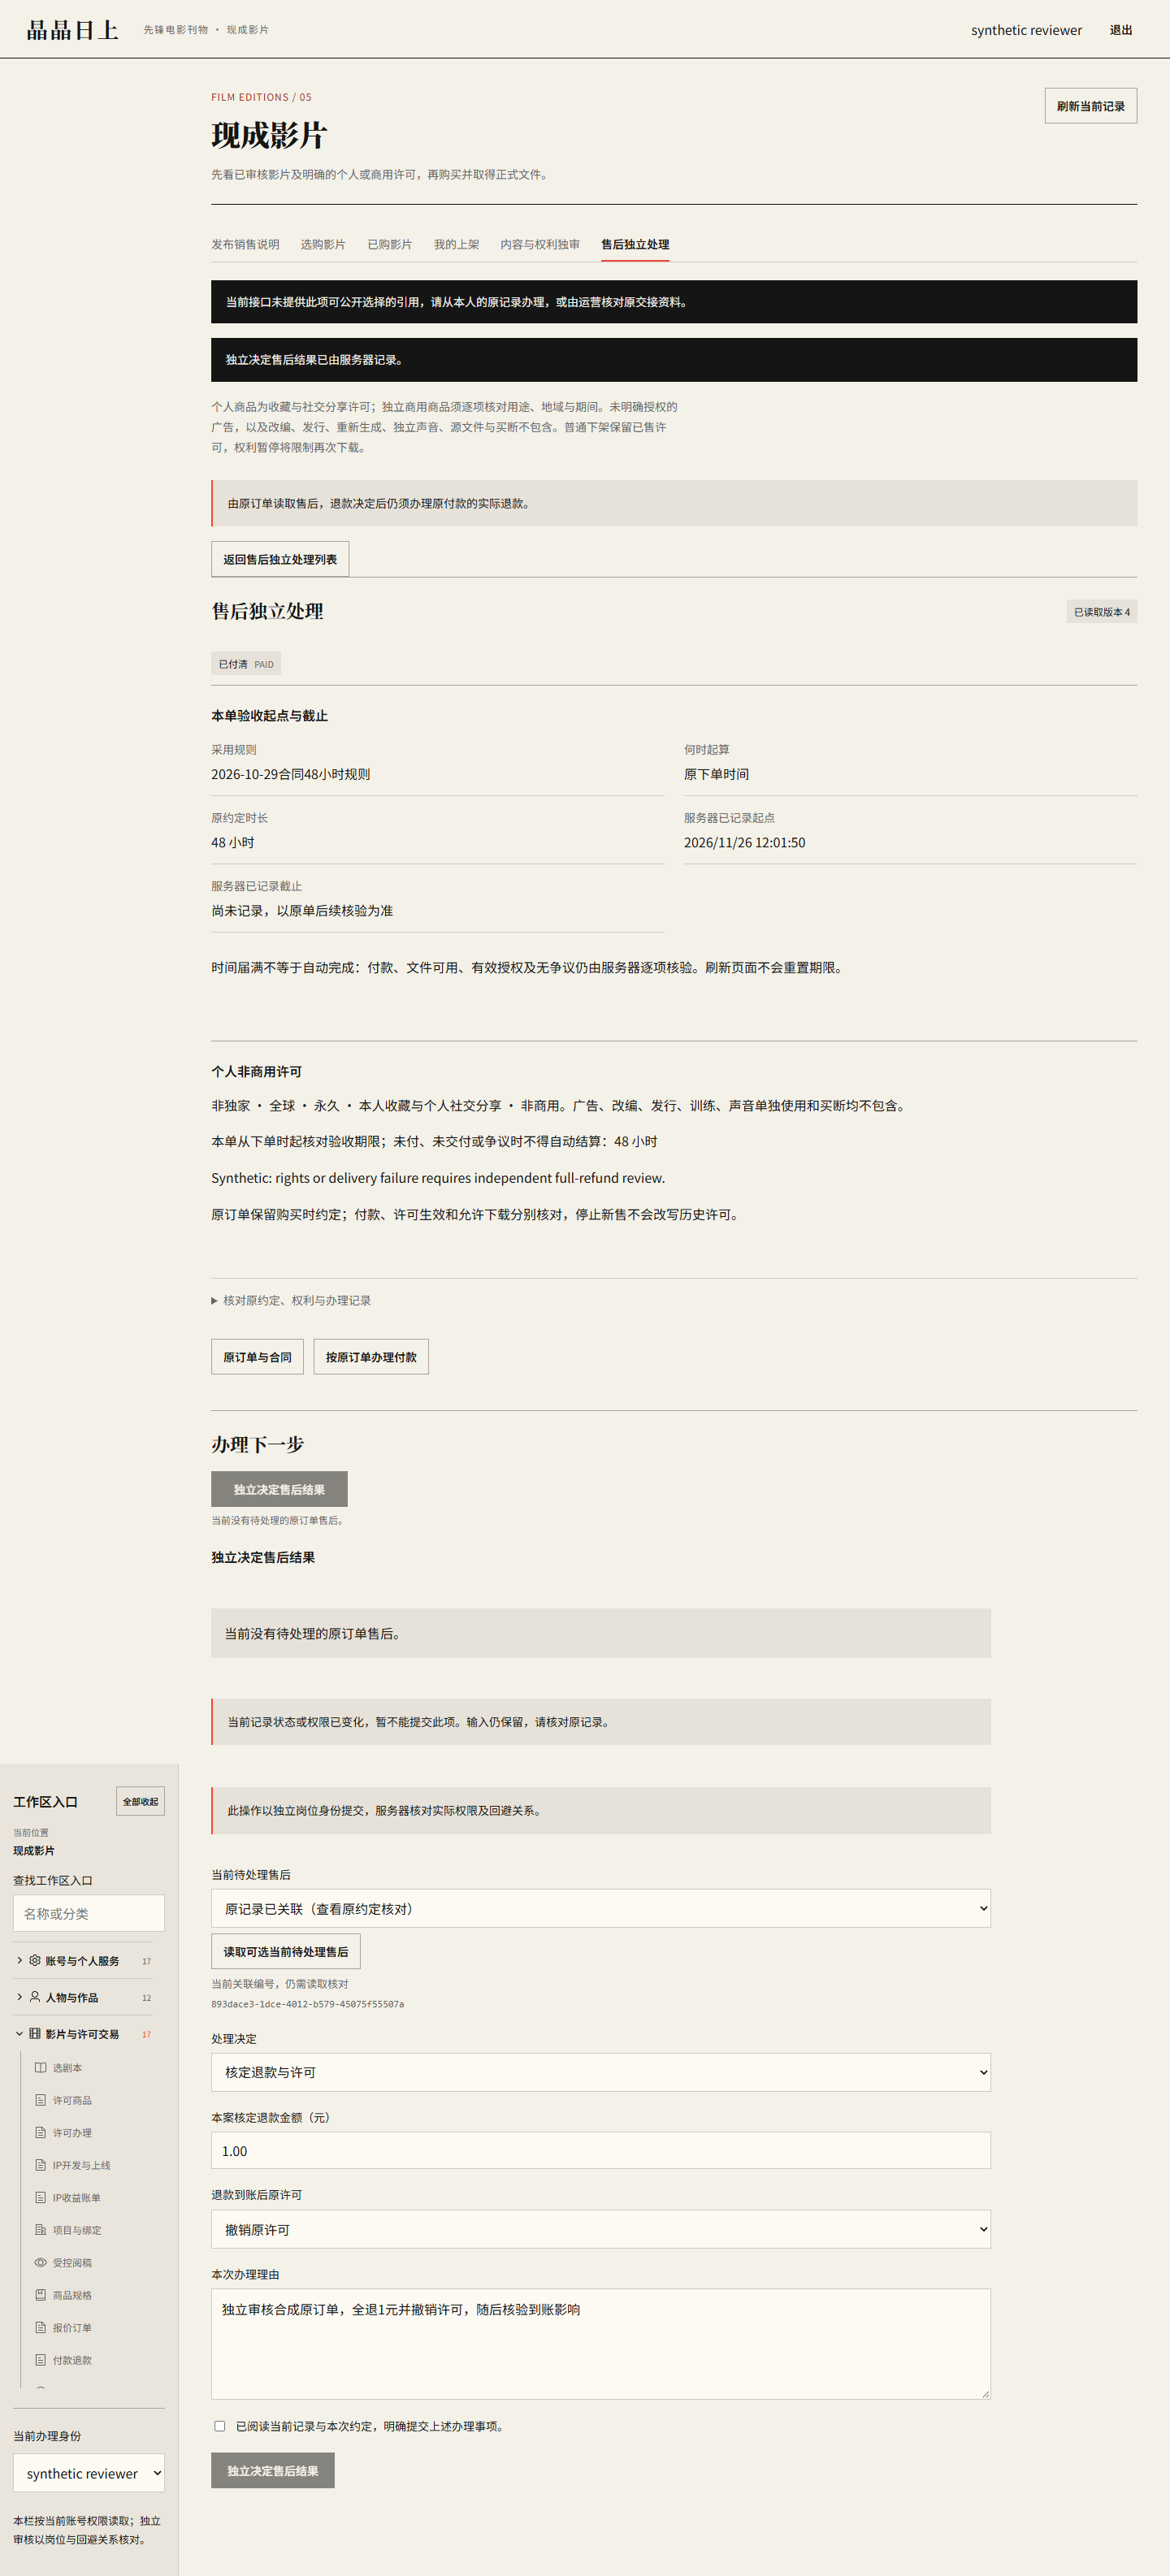 晶晶日上
先锋电影刊物 · 现成影片
synthetic reviewer
退出
FILM EDITIONS / 05
现成影片
先看已审核影片及明确的个人或商用许可，再购买并取得正式文件。
刷新当前记录
发布销售说明
选购影片
已购影片
我的上架
内容与权利独审
售后独立处理
当前接口未提供此项可公开选择的引用，请从本人的原记录办理，或由运营核对原交接资料。
独立决定售后结果已由服务器记录。
个人商品为收藏与社交分享许可；独立商用商品须逐项核对用途、地域与期间。未明确授权的
广告，以及改编、发行、重新生成、独立声音、源文件与买断不包含。普通下架保留已售许
可，权利暂停将限制再次下载。
由原订单读取售后，退款决定后仍须办理原付款的实际退款。
返回售后独立处理列表
售后独立处理
已读取版本 4
已付清 PAID
本单验收起点与截止
采用规则
2026-10-29合同48小时规则
何时起算
原下单时间
原约定时长
48 小时
服务器已记录起点
2026/11/26 12:01:50
服务器已记录截止
尚未记录，以原单后续核验为准
时间届满不等于自动完成：付款、文件可用、有效授权及无争议仍由服务器逐项核验。刷新页面不会重置期限。
个人非商用许可
非独家 · 全球 · 永久 · 本人收藏与个人社交分享 · 非商用。广告、改编、发行、训练、声音单独使用和买断均不包含。
本单从下单时起核对验收期限；未付、未交付或争议时不得自动结算：48 小时
Synthetic: rights or delivery failure requires independent full-refund review.
原订单保留购买时约定；付款、许可生效和允许下载分别核对，停止新售不会改写历史许可。
核对原约定、权利与办理记录
原订单与合同
按原订单办理付款
办理下一步
独立决定售后结果
当前没有待处理的原订单售后。
独立决定售后结果
当前没有待处理的原订单售后。
当前记录状态或权限已变化，暂不能提交此项。输入仍保留，请核对原记录。
此操作以独立岗位身份提交，服务器核对实际权限及回避关系。
当前待处理售后
原记录已关联（查看原约定核对）
读取可选当前待处理售后
当前关联编号，仍需读取核对
893dace3-1dce-4012-b579-45075f55507a
处理决定
核定退款与许可
本案核定退款金额（元）
1.00
退款到账后原许可
撤销原许可
本次办理理由
独立审核合成原订单，全退1元并撤销许可，随后核验到账影响
已阅读当前记录与本次约定，明确提交上述办理事项。
独立决定售后结果
工作区入口
全部收起
当前位置
现成影片
查找工作区入口
名称或分类
账号与个人服务 17
人物与作品 12
影片与许可交易 17
选剧本
许可商品
许可办理
IP开发与上线
IP收益账单
项目与绑定
受控阅稿
商品规格
报价订单
付款退款
当前办理身份
synthetic reviewer
本栏按当前账号权限读取；独立
审核以岗位与回避关系核对。